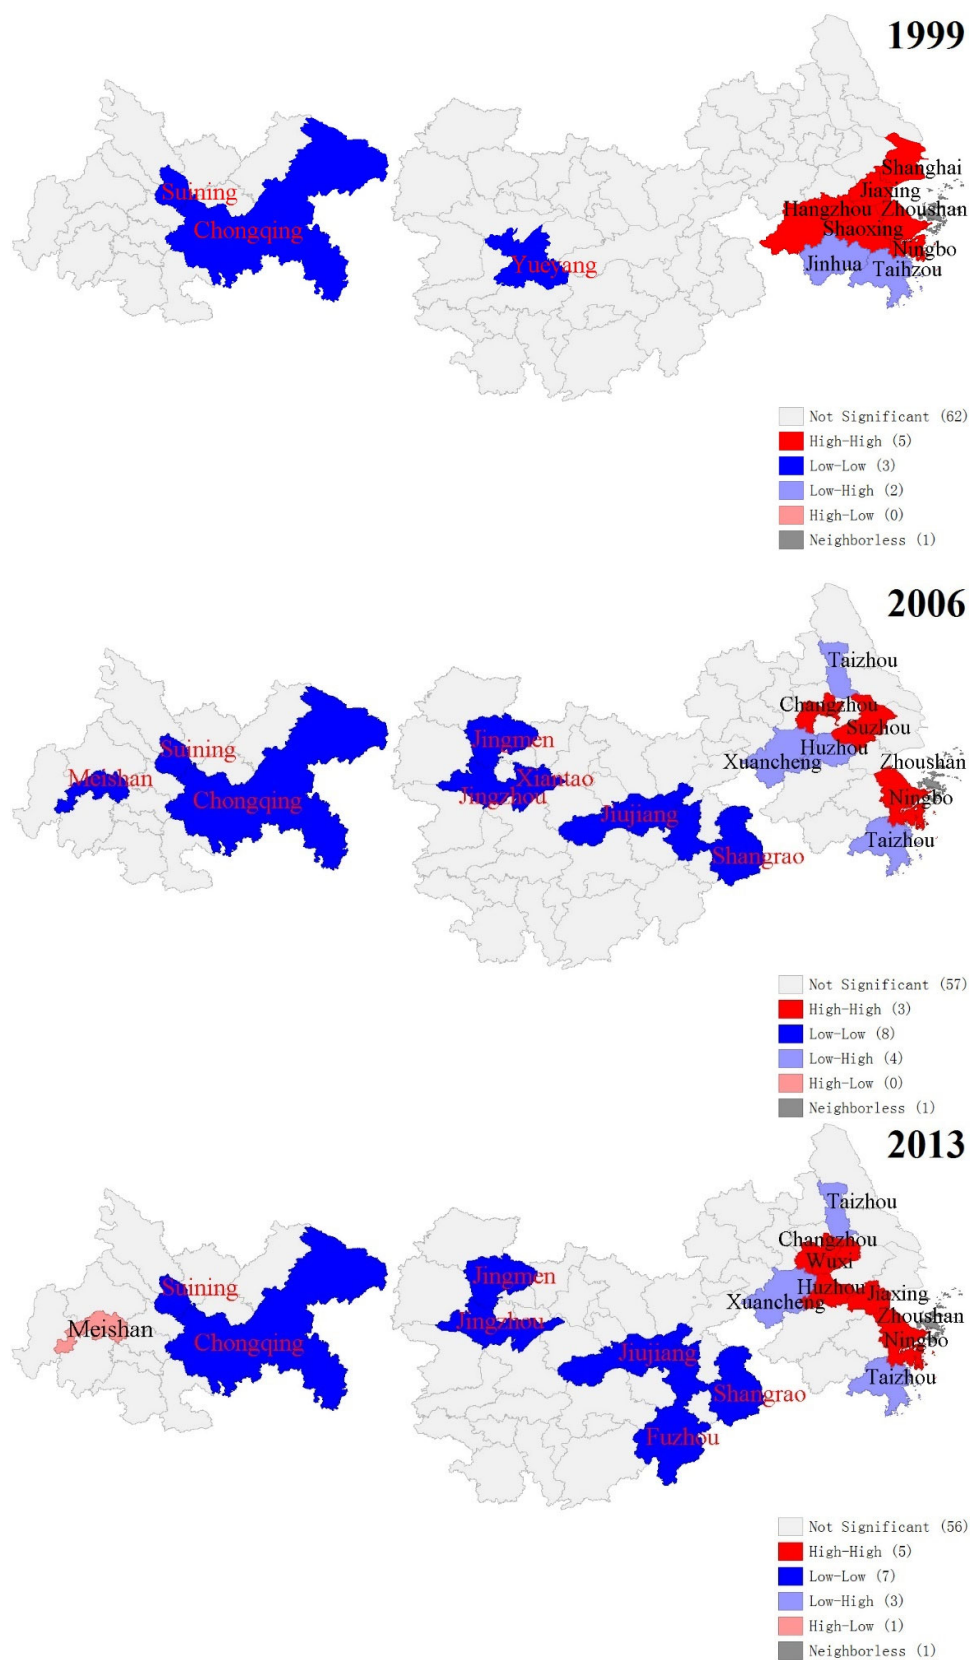 1999
Shanghai
Jiaxing
Suining
Hangzhou
Zhoushan
Chongqing
Shaoxing
Ningbo
Yueyang
Jinhua
Taihzou
Not Significant (62)
High-High (5)
Low-Low (3)
Low-High (2)
High-Low (0)
Neighborless (1)
2006
Taizhou
Changzhou
Suzhou
Jingmen
Huzhou
Suining
Xuancheng
Zhoushan
Meishan
Xiantao
Chongqing
Jingzhou
Ningbo
Jiujiang
Taizhou
Shangrao
Not Significant (57)
High-High (3)
Low-Low (8)
Low-High (4)
High-Low (0)
Neighborless (1)
2013
Taizhou
Changzhou
Wuxi
Jingmen
Suining
Huzhou
Jiaxing
Xuancheng
Zhoushan
Meishan
Jingzhou
Chongqing
Ningbo
Jiujiang
Taizhou
Shangrao
Fuzhou
Not Significant (56)
High-High (5)
Low-Low (7)
Low-High (3)
High-Low (1)
Neighborless (1)